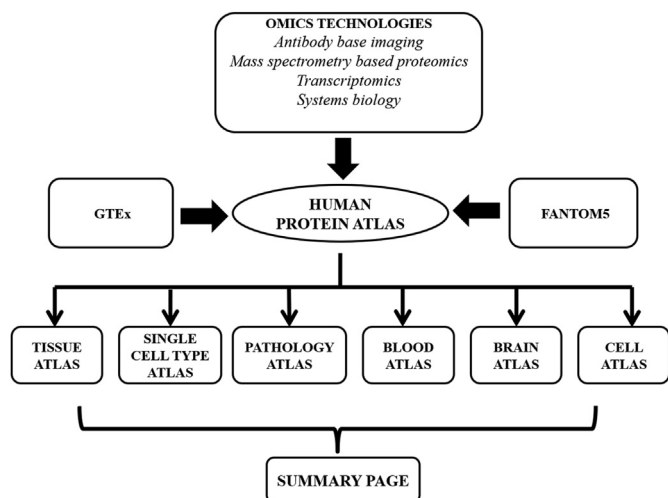 OMICS TECHNOLOGIES
Antibody base imaging
Mass spectrometry based proteomics
Transcriptomics
Systems biology
GTEx
HUMAN
PROTEIN ATLAS
FANTOM5
TISSUE
ATLAS
SINGLE
CELL TYPE
ATLAS
PATHOLOGY
ATLAS
BLOOD
ATLAS
BRAIN
ATLAS
CELL
ATLAS
SUMMARY PAGE